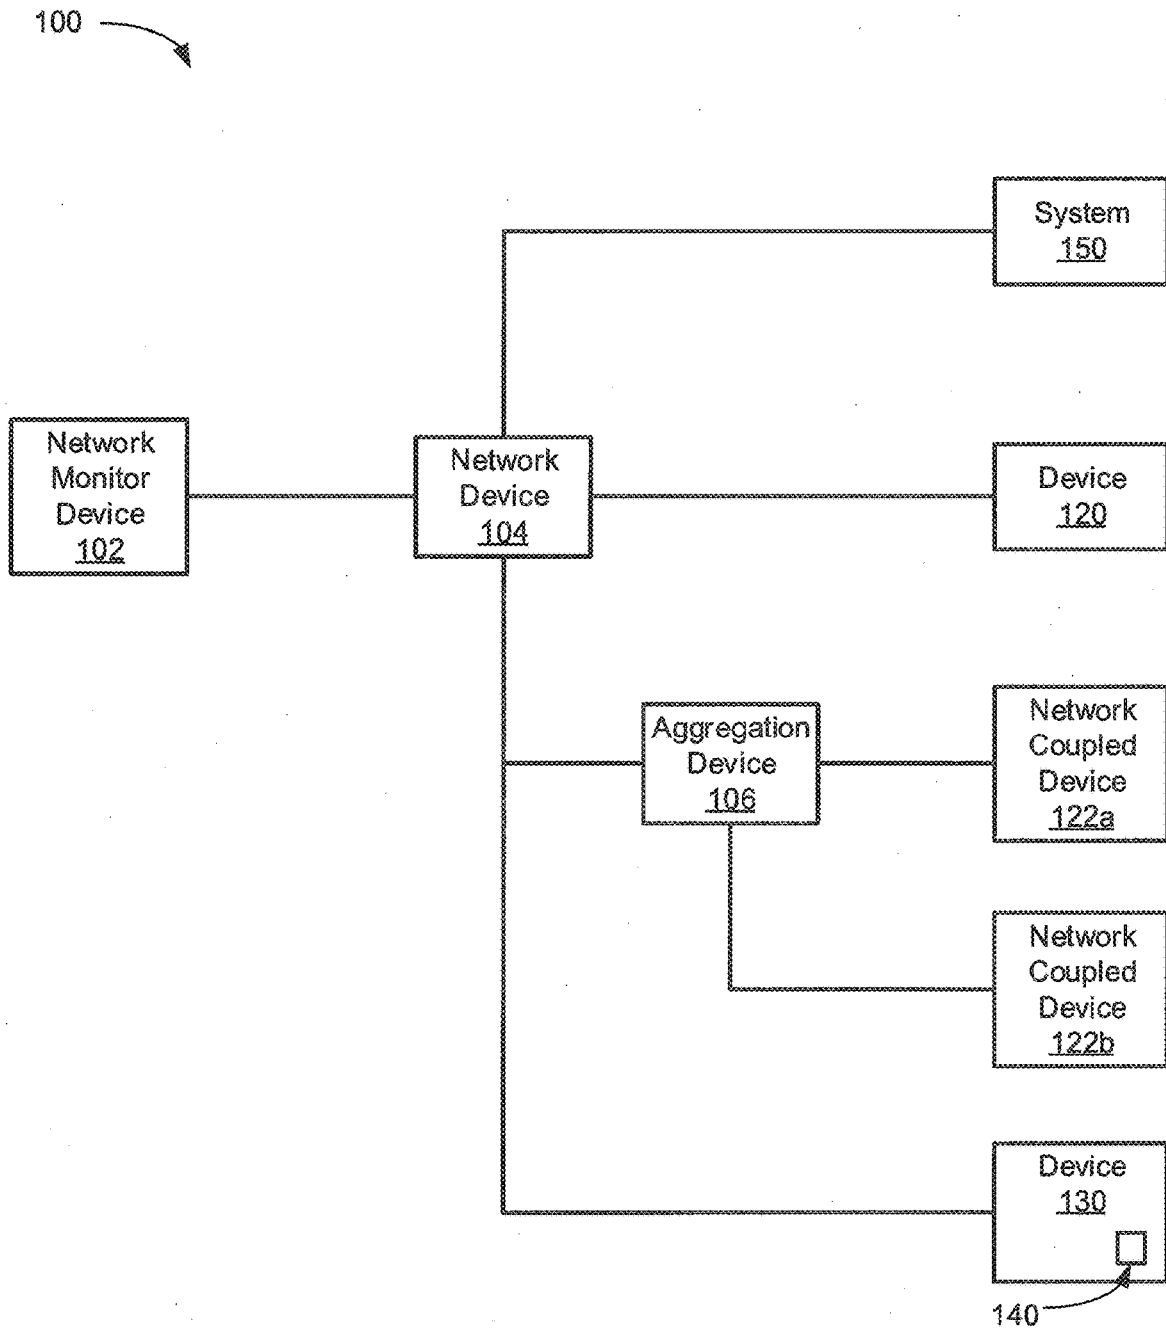 100
System
150
Network
Monitor
Device
102
Network
Device
104
Device
120
Aggregation
Device
106
Network
Coupled
Device
122a
Network
Coupled
Device
122b
Device
130
140